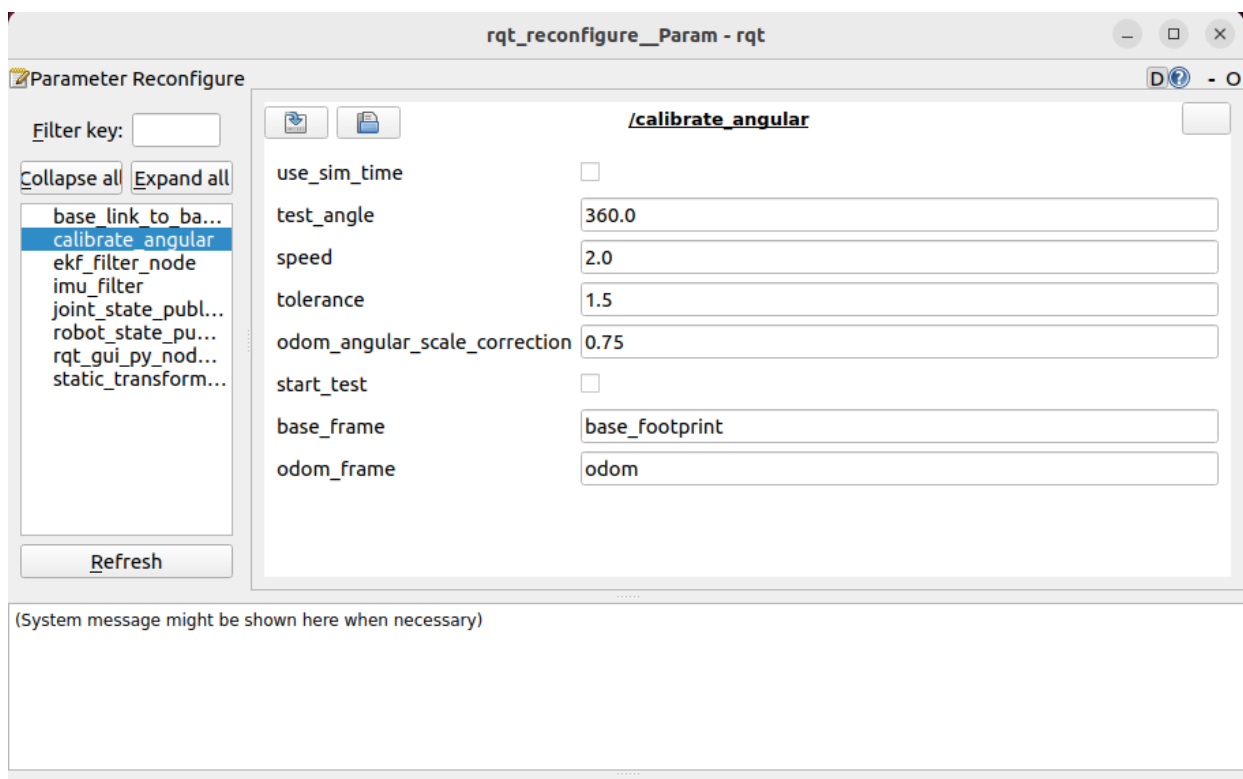 rqt_reconfigure__Param - rqt
Parameter Reconfigure
D
- O
Filter key:
Collapse all
Expand all
base_link_to_ba...
calibrate_angular
ekf_filter_node
imu_filter
joint_state_publ...
robot_state_pu...
rqt_gui_py_nod...
static_transform...
Refresh
/calibrate_angular
use_sim_time
test_angle 360.0
speed 2.0
tolerance 1.5
odom_angular_scale_correction 0.75
start_test
base_frame base_footprint
odom_frame odom
(System message might be shown here when necessary)